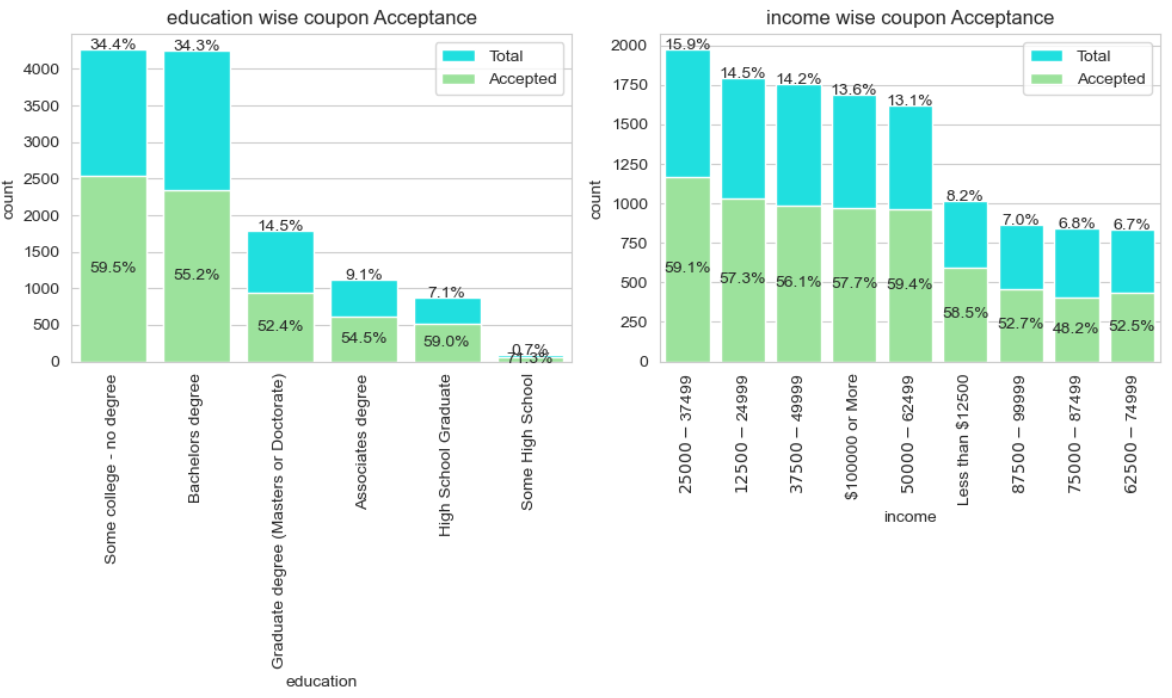 education wise coupon Acceptance
34.4%
34.3%
14.5%
9.1%
7.1%
0.7%
59.5%
55.2%
52.4%
54.5%
59.0%
71.3%
Total
Accepted
4000
3500
3000
2500
2000
1500
1000
500
0
count
Some college - no degree
Bachelors degree
Graduate degree (Masters or Doctorate)
Associates degree
High School Graduate
Some High School
education
income wise coupon Acceptance
15.9%
14.5%
14.2%
13.6%
13.1%
8.2%
7.0%
6.8%
6.7%
59.1%
57.3%
56.1%
57.7%
59.4%
58.5%
52.7%
48.2%
52.5%
Total
Accepted
2000
1750
1500
1250
1000
750
500
250
0
count
25000 − 37499
12500 − 24999
37500 − 49999
$100000 or More
50000 − 62499
Less than $12500
87500 − 99999
75000 − 87499
62500 − 74999
income